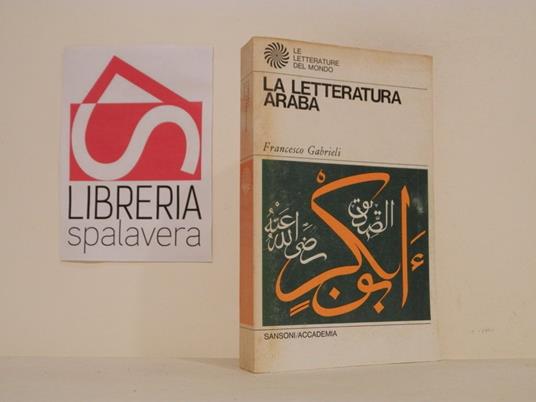 LIBRERIA
spalavera
LE
LETTERATURE
DEL MONDO
LA LETTERATURA
ARABA
Francesco Gabrieli
أبو بكر
الصديق
رضي الله عنه
SANSONI/ACCADEMIA